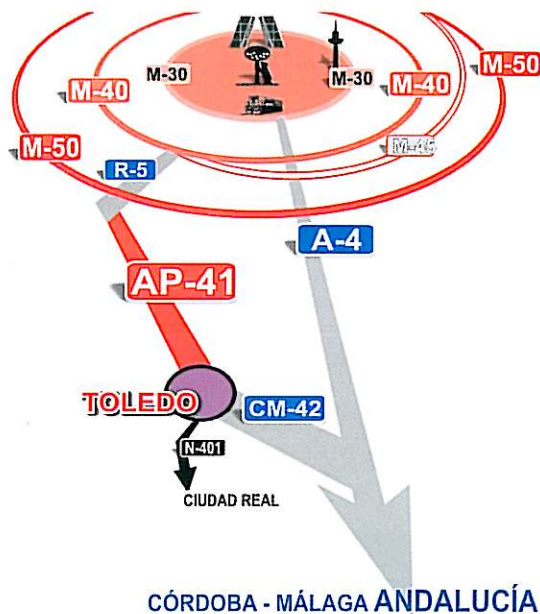 M-30
M-30
M-50
M-40
M-40
M-50
M-45
R-5
A-4
AP-41
TOLEDO
CM-42
N-401
CIUDAD REAL
CÓRDOBA - MÁLAGA ANDALUCÍA